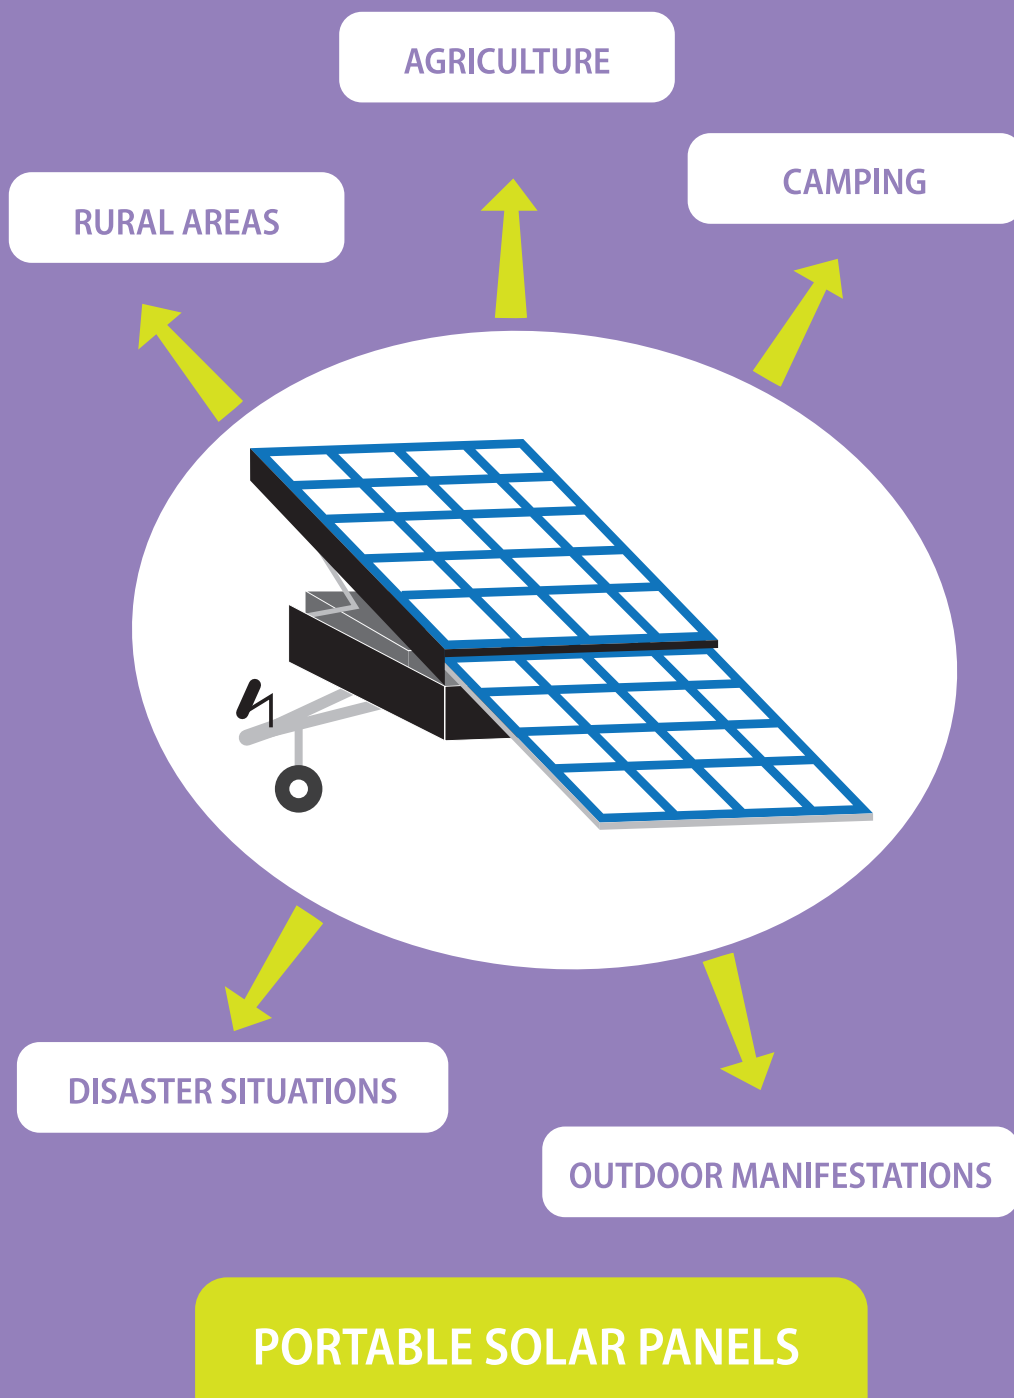 AGRICULTURE
CAMPING
RURAL AREAS
DISASTER SITUATIONS
OUTDOOR MANIFESTATIONS
PORTABLE SOLAR PANELS